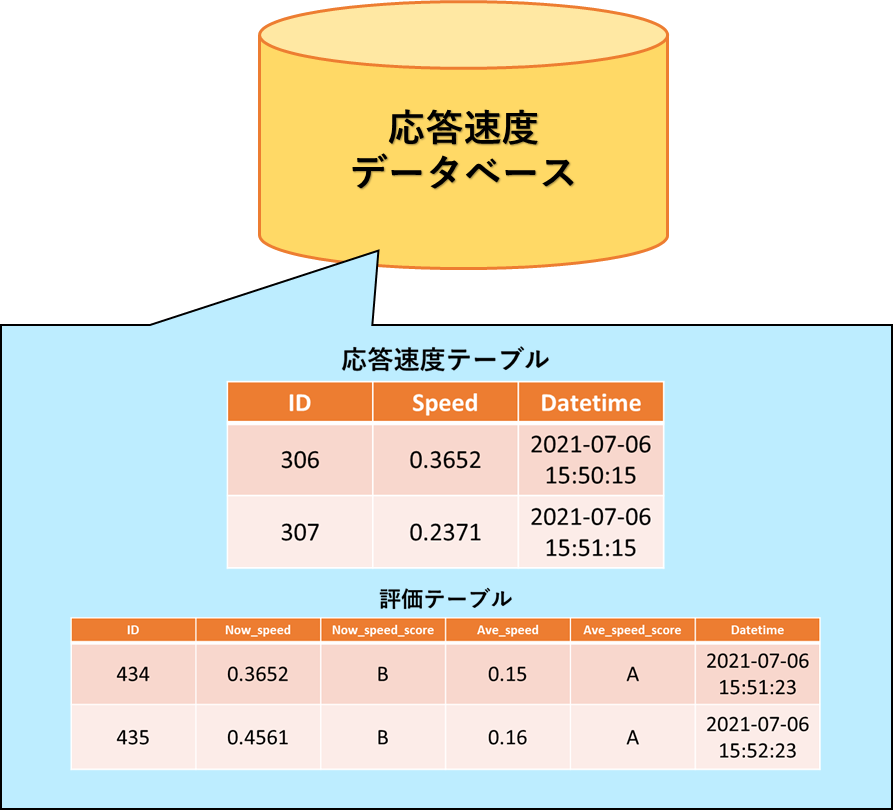 応答速度
データベース
応答速度テーブル
ID Speed Datetime
306 0.3652 2021-07-06
15:50:15
307 0.2371 2021-07-06
15:51:15
評価テーブル
ID Now_speed Now_speed_score Ave_speed Ave_speed_score Datetime
434 0.3652 B 0.15 A 2021-07-06
15:51:23
435 0.4561 B 0.16 A 2021-07-06
15:52:23